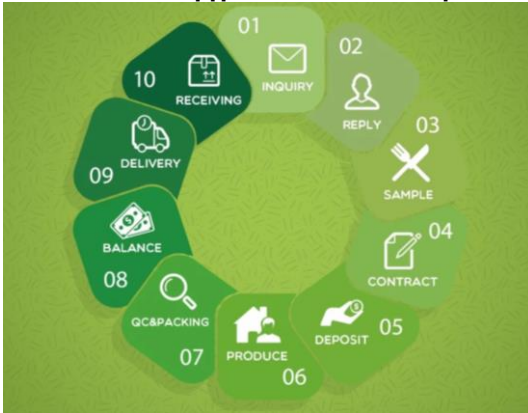 01
INQUIRY
02
REPLY
03
SAMPLE
04
CONTRACT
05
DEPOSIT
06
PRODUCE
07
QC&PACKING
08
BALANCE
09
DELIVERY
10
RECEIVING